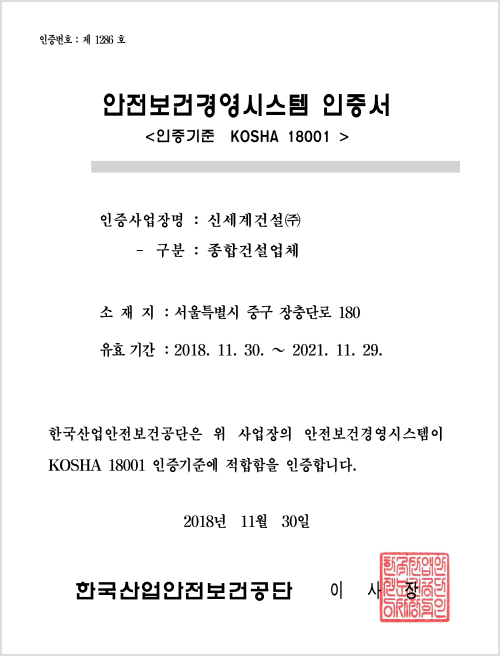 인증번호 : 제 1286 호
안전보건경영시스템 인증서
<인증기준 KOSHA 18001 >
인증사업장명 : 신세계건설㈜
- 구분 : 종합건설업체
소 재 지 : 서울특별시 중구 장충단로 180
유효 기간 : 2018. 11. 30. ~ 2021. 11. 29.
한국산업안전보건공단은 위 사업장의 안전보건경영시스템이
KOSHA 18001 인증기준에 적합함을 인증합니다.
2018년 11월 30일
한국산업안전보건공단 이 사 장